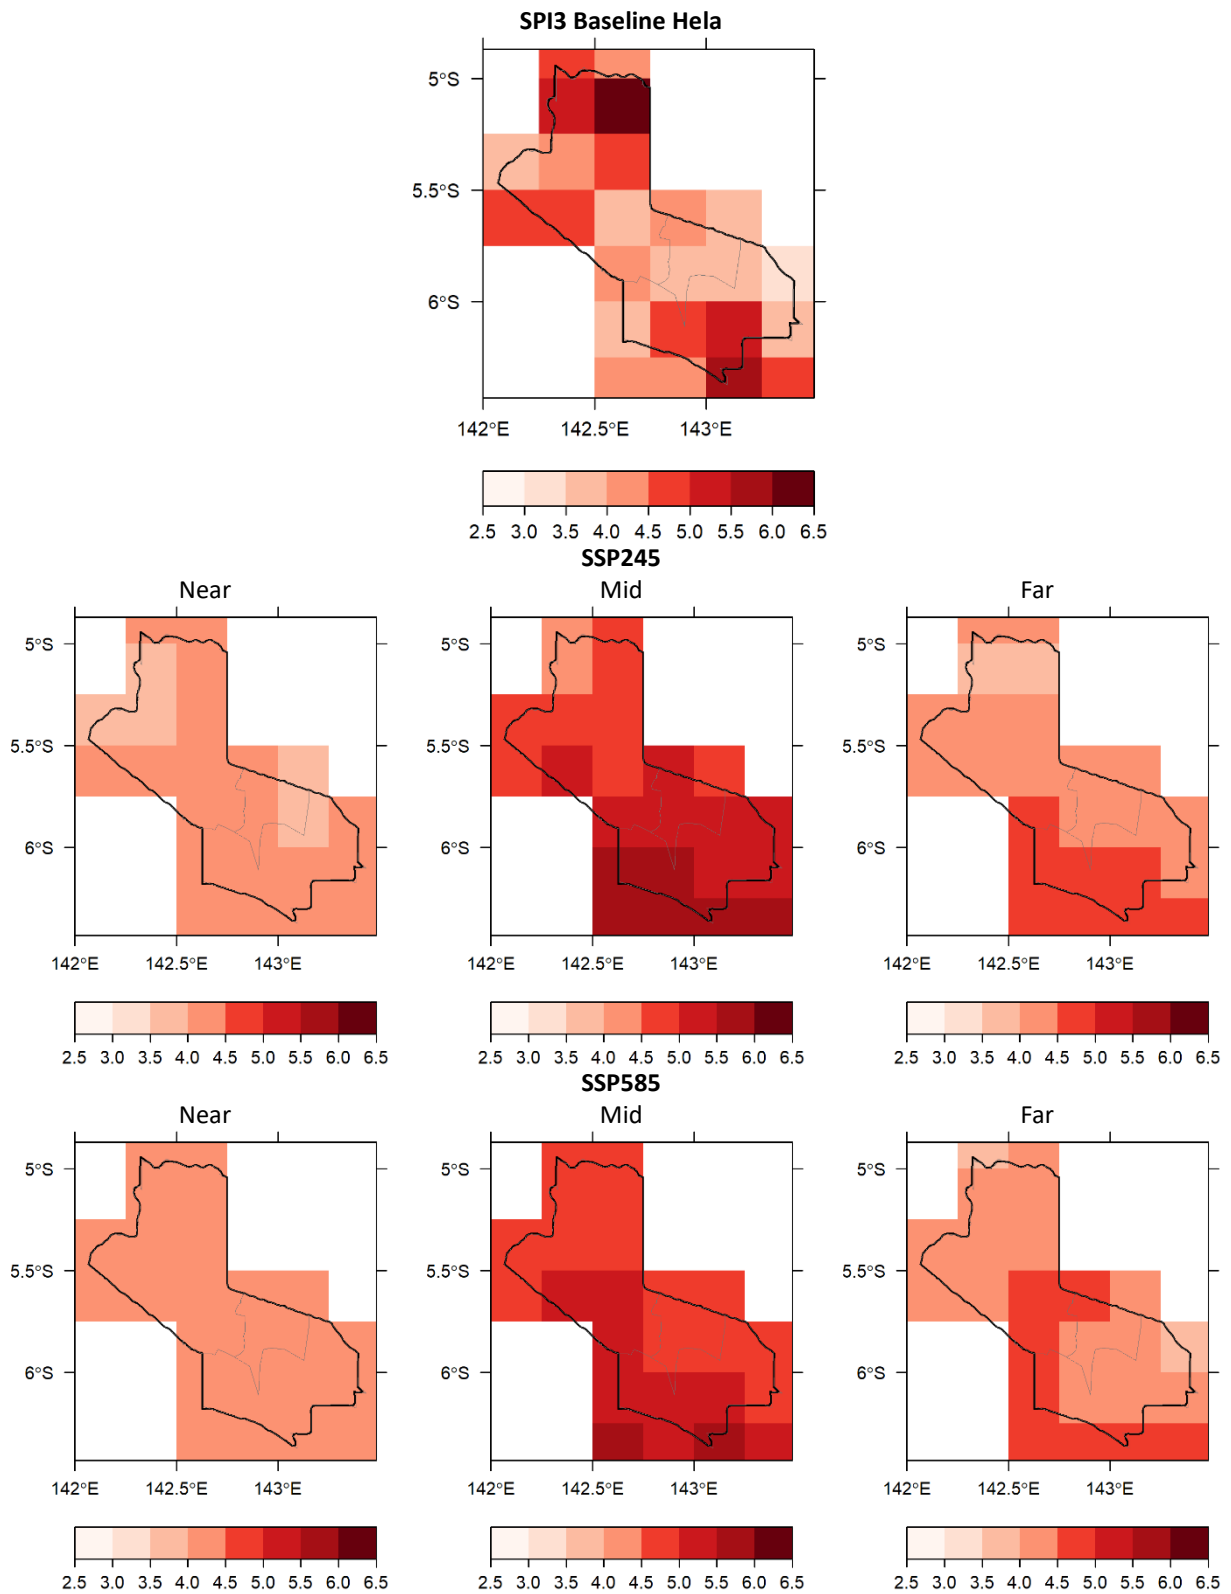 SPI3 Baseline Hela
5°S
5.5°S
6°S
142°E 142.5°E 143°E
2.5 3.0 3.5 4.0 4.5 5.0 5.5 6.0 6.5
SSP245
Near Mid Far
5°S 5°S 5°S
5.5°S 5.5°S 5.5°S
6°S 6°S 6°S
142°E 142.5°E 143°E 142°E 142.5°E 143°E 142°E 142.5°E 143°E
2.5 3.0 3.5 4.0 4.5 5.0 5.5 6.0 6.5 2.5 3.0 3.5 4.0 4.5 5.0 5.5 6.0 6.5 2.5 3.0 3.5 4.0 4.5 5.0 5.5 6.0 6.5
SSP585
Near Mid Far
5°S 5°S 5°S
5.5°S 5.5°S 5.5°S
6°S 6°S 6°S
142°E 142.5°E 143°E 142°E 142.5°E 143°E 142°E 142.5°E 143°E
2.5 3.0 3.5 4.0 4.5 5.0 5.5 6.0 6.5 2.5 3.0 3.5 4.0 4.5 5.0 5.5 6.0 6.5 2.5 3.0 3.5 4.0 4.5 5.0 5.5 6.0 6.5